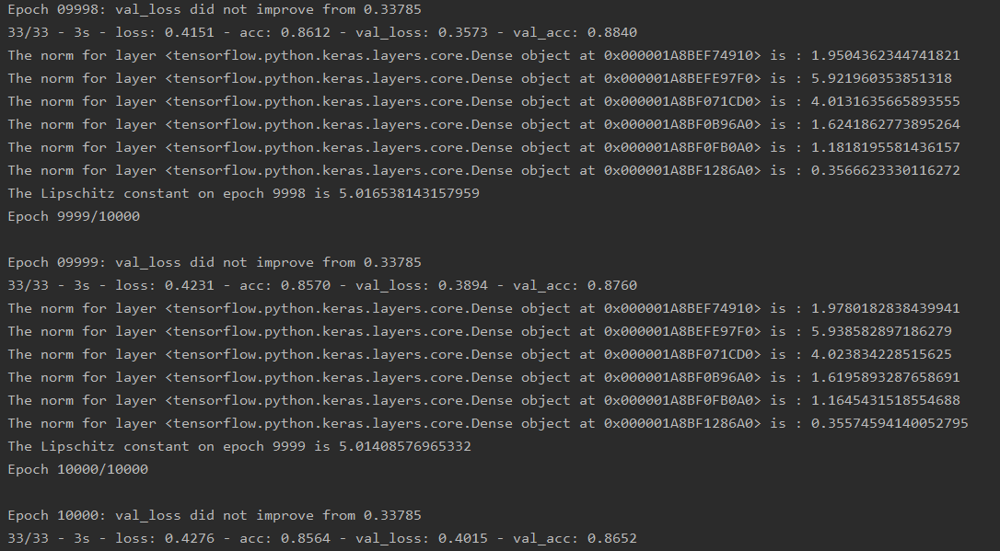 Epoch 09998: val_loss did not improve from 0.33785
33/33 - 3s - loss: 0.4151 - acc: 0.8612 - val_loss: 0.3573 - val_acc: 0.8840
The norm for layer <tensorflow.python.keras.layers.core.Dense object at 0x000001A8BEF74910> is : 1.9504362344741821
The norm for layer <tensorflow.python.keras.layers.core.Dense object at 0x000001A8BEFE97F0> is : 5.921960353851318
The norm for layer <tensorflow.python.keras.layers.core.Dense object at 0x000001A8BF071CD0> is : 4.0131635665893555
The norm for layer <tensorflow.python.keras.layers.core.Dense object at 0x000001A8BF0B96A0> is : 1.6241862773895264
The norm for layer <tensorflow.python.keras.layers.core.Dense object at 0x000001A8BF0FB0A0> is : 1.1818195581436157
The norm for layer <tensorflow.python.keras.layers.core.Dense object at 0x000001A8BF1286A0> is : 0.3566623330116272
The Lipschitz constant on epoch 9998 is 5.016538143157959
Epoch 9999/10000
Epoch 09999: val_loss did not improve from 0.33785
33/33 - 3s - loss: 0.4231 - acc: 0.8570 - val_loss: 0.3894 - val_acc: 0.8760
The norm for layer <tensorflow.python.keras.layers.core.Dense object at 0x000001A8BEF74910> is : 1.9780182838439941
The norm for layer <tensorflow.python.keras.layers.core.Dense object at 0x000001A8BEFE97F0> is : 5.938582897186279
The norm for layer <tensorflow.python.keras.layers.core.Dense object at 0x000001A8BF071CD0> is : 4.023834228515625
The norm for layer <tensorflow.python.keras.layers.core.Dense object at 0x000001A8BF0B96A0> is : 1.6195893287658691
The norm for layer <tensorflow.python.keras.layers.core.Dense object at 0x000001A8BF0FB0A0> is : 1.1645431518554688
The norm for layer <tensorflow.python.keras.layers.core.Dense object at 0x000001A8BF1286A0> is : 0.35574594140052795
The Lipschitz constant on epoch 9999 is 5.01408576965332
Epoch 10000/10000
Epoch 10000: val_loss did not improve from 0.33785
33/33 - 3s - loss: 0.4276 - acc: 0.8564 - val_loss: 0.4015 - val_acc: 0.8652